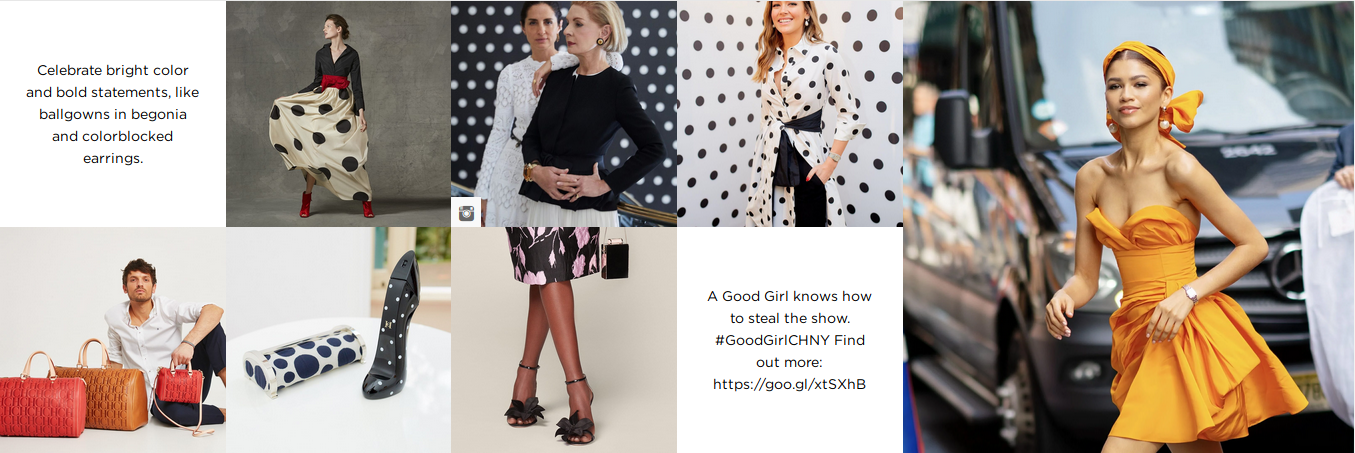 Celebrate bright color
and bold statements, like
ballgowns in begonia
and colorblocked
earrings.
A Good Girl knows how
to steal the show.
#GoodGirlCHNY Find
out more:
https://goo.gl/xtSXhB
2642